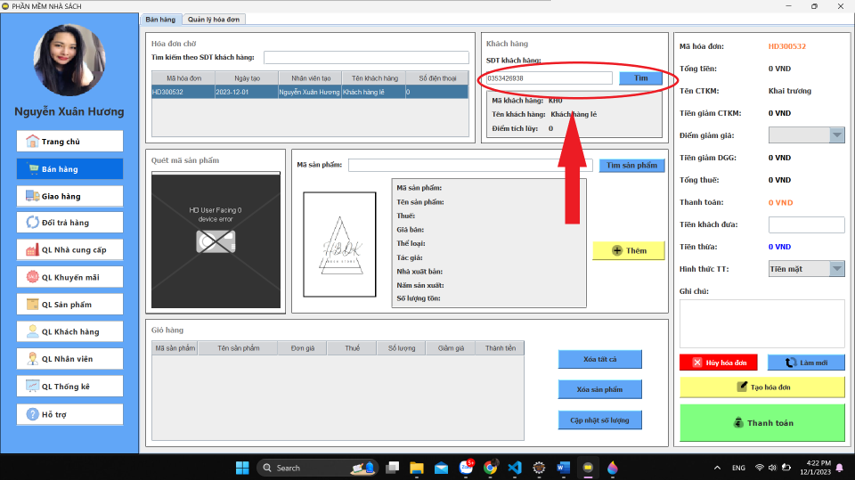 PHẦN MỀM NHÀ SÁCH
Bán hàng
Quản lý hóa đơn
Nguyễn Xuân Hương
Trang chủ
Bán hàng
Giao hàng
Đổi trả hàng
QL Nhà cung cấp
QL Khuyến mãi
QL Sản phẩm
QL Khách hàng
QL Nhân viên
QL Thống kê
Hỗ trợ
Hóa đơn chờ
Tìm kiếm theo SDT khách hàng:
Mã hóa đơn Ngày tạo Nhân viên tạo Tên khách hàng Số điện thoại
HD300532 2023-12-01 Nguyễn Xuân Hương Khách hàng lẻ 0
Khách hàng
SDT khách hàng:
0353426938 Tìm
Mã khách hàng: KH0
Tên khách hàng: Khách hàng lẻ
Điểm tích lũy: 0
Quét mã sản phẩm
HD User Facing 0
device error
Mã sản phẩm: Tìm sản phẩm
Mã sản phẩm:
Tên sản phẩm:
Thuế:
Giá bán:
Thể loại:
Tác giả:
Nhà xuất bản:
Năm sản xuất:
Số lượng tồn:
Thêm
Giỏ hàng
Mã sản phẩm Tên sản phẩm Đơn giá Thuế Số lượng Giảm giá Thành tiền
Xóa tất cả
Xóa sản phẩm
Cập nhật số lượng
Mã hóa đơn: HD300532
Tổng tiền: 0 VND
Tên CTKM: Khai trương
Tiền giảm CTKM: 0 VND
Điểm giảm giá:
Tiền giảm DGG: 0 VND
Tổng thuế: 0 VND
Thanh toán: 0 VND
Tiền khách đưa:
Tiền thừa: 0 VND
Hình thức TT: Tiền mặt
Ghi chú:
Hủy hóa đơn
Làm mới
Tạo hóa đơn
Thanh toán
Search
ENG
4:22 PM
12/1/2023